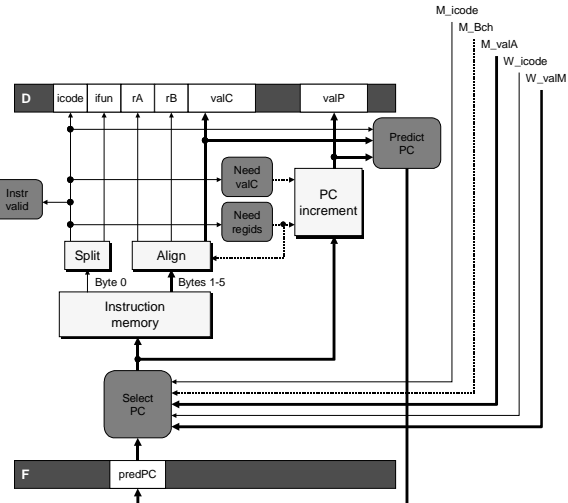 M_icode
M_Bch
M_valA
W_icode
W_valM
D icode ifun rA rB valC valP
Predict
PC
Need
valC
Instr
valid
PC
increment
Need
regids
Split
Align
Byte 0
Bytes 1-5
Instruction
memory
Select
PC
F predPC